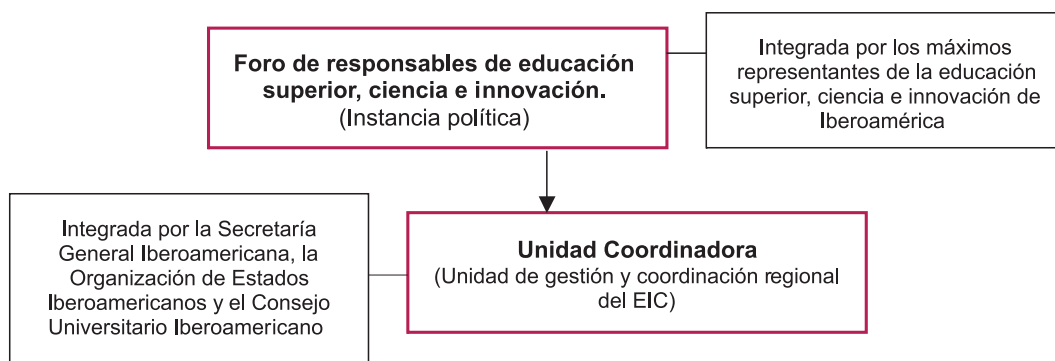 Foro de responsables de educación
superior, ciencia e innovación.
(Instancia política)
Integrada por los máximos
representantes de la educación
superior, ciencia e innovación de
Iberoamérica
Integrada por la Secretaría
General Iberoamericana, la
Organización de Estados
Iberoamericanos y el Consejo
Universitario Iberoamericano
Unidad Coordinadora
(Unidad de gestión y coordinación regional
del EIC)